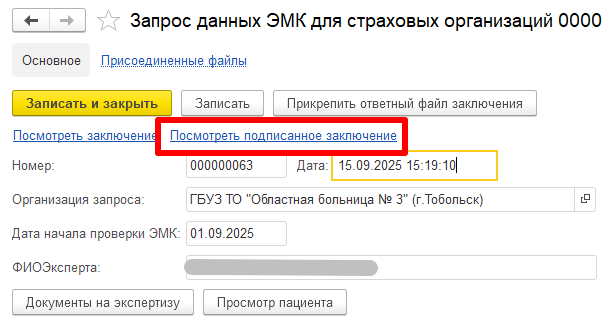 Запрос данных ЭМК для страховых организаций 0000
Основное Присоединенные файлы
Записать и закрыть Записать Прикрепить ответный файл заключения
Посмотреть заключение Посмотреть подписанное заключение
Номер: 000000063 Дата: 15.09.2025 15:19:10
Организация запроса: ГБУЗ ТО "Областная больница № 3" (г.Тобольск)
Дата начала проверки ЭМК: 01.09.2025
ФИОЭксперта:
Документы на экспертизу Просмотр пациента